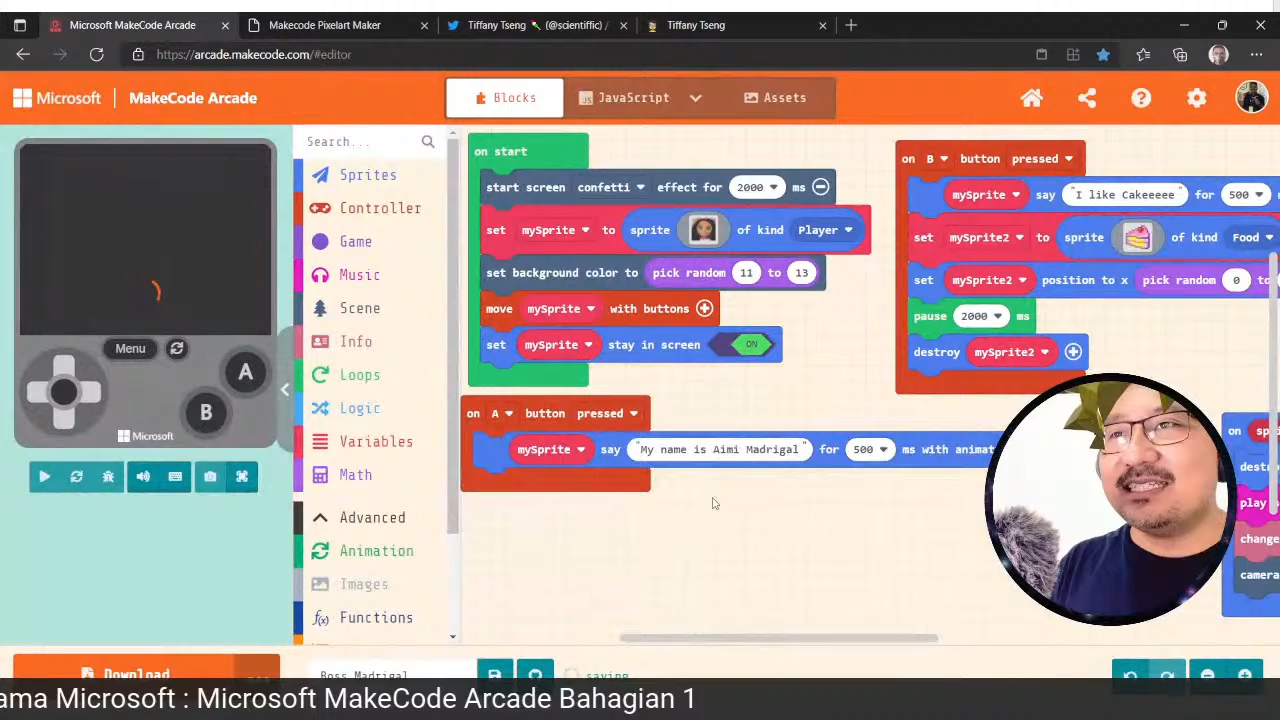 Microsoft MakeCode Arcade
Makecode Pixelart Maker
Tiffany Tseng (@scientiffic) /
Tiffany Tseng
https://arcade.makecode.com/#editor
Microsoft
MakeCode Arcade
Blocks
JavaScript
Assets
Menu
A
B
Microsoft
Search...
Sprites
Controller
Game
Music
Scene
Info
Loops
Logic
Variables
Math
Advanced
Animation
Images
Functions
on start
start screen confetti effect for 2000 ms
set mySprite to sprite of kind Player
set background color to pick random 11 to 13
move mySprite with buttons
set mySprite stay in screen ON
on A button pressed
mySprite say "My name is Aimi Madrigal" for 500 ms with animat
on B button pressed
mySprite say "I like Cakeeeee" for 500
set mySprite2 to sprite of kind Food
set mySprite2 position to x pick random 0 to
pause 2000 ms
destroy mySprite2
on
destr
play
change
camera
Download
Boss Madrigal
saving
ama Microsoft : Microsoft MakeCode Arcade Bahagian 1